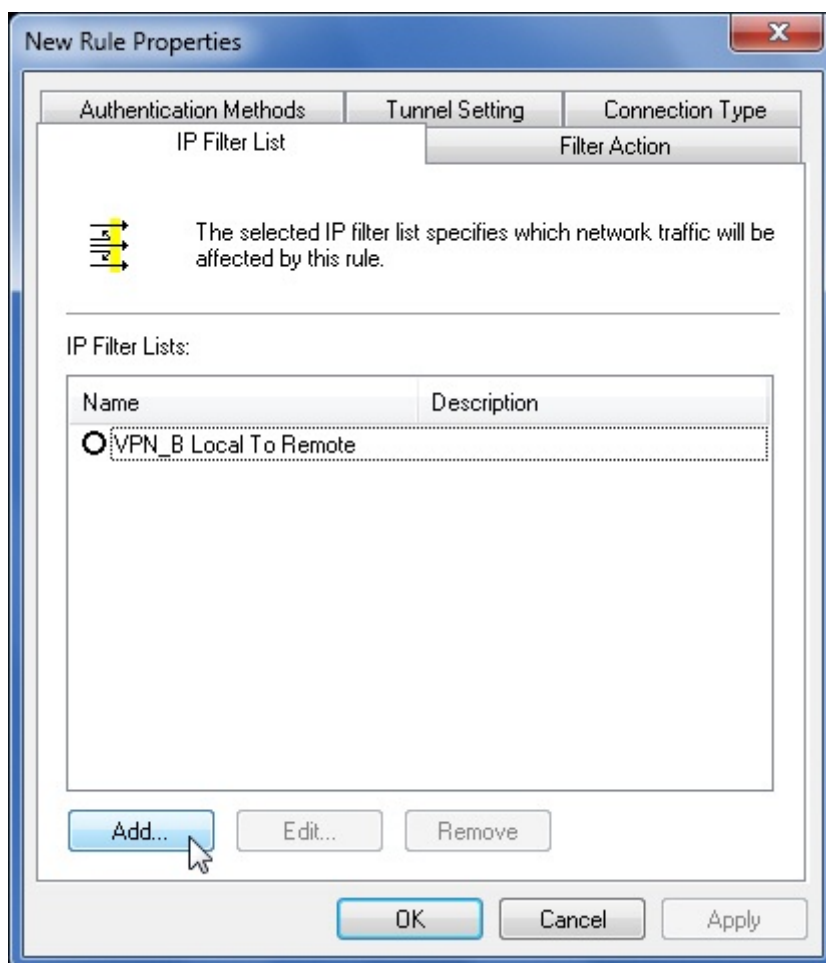 New Rule Properties
Authentication Methods
Tunnel Setting
Connection Type
IP Filter List
Filter Action
The selected IP filter list specifies which network traffic will be
affected by this rule.
IP Filter Lists:
Name
Description
VPN_B Local To Remote
Add...
Edit...
Remove
OK
Cancel
Apply